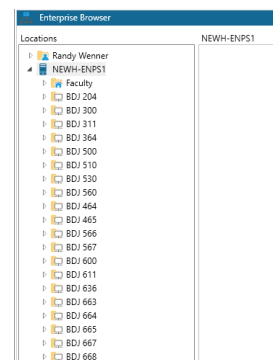 Enterprise Browser
Locations
NEWH-ENPS1
Randy Wenner
NEWH-ENPS1
Faculty
BDJ 204
BDJ 300
BDJ 311
BDJ 364
BDJ 500
BDJ 510
BDJ 530
BDJ 560
BDJ 464
BDJ 465
BDJ 566
BDJ 567
BDJ 600
BDJ 611
BDJ 636
BDJ 663
BDJ 664
BDJ 665
BDJ 667
BDJ 668